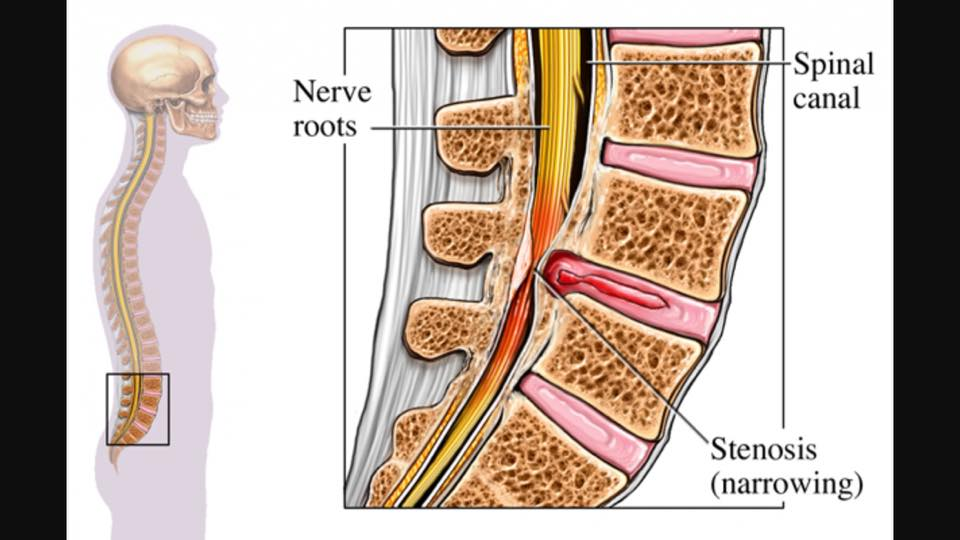 Nerve
roots
Spinal
canal
Stenosis
(narrowing)